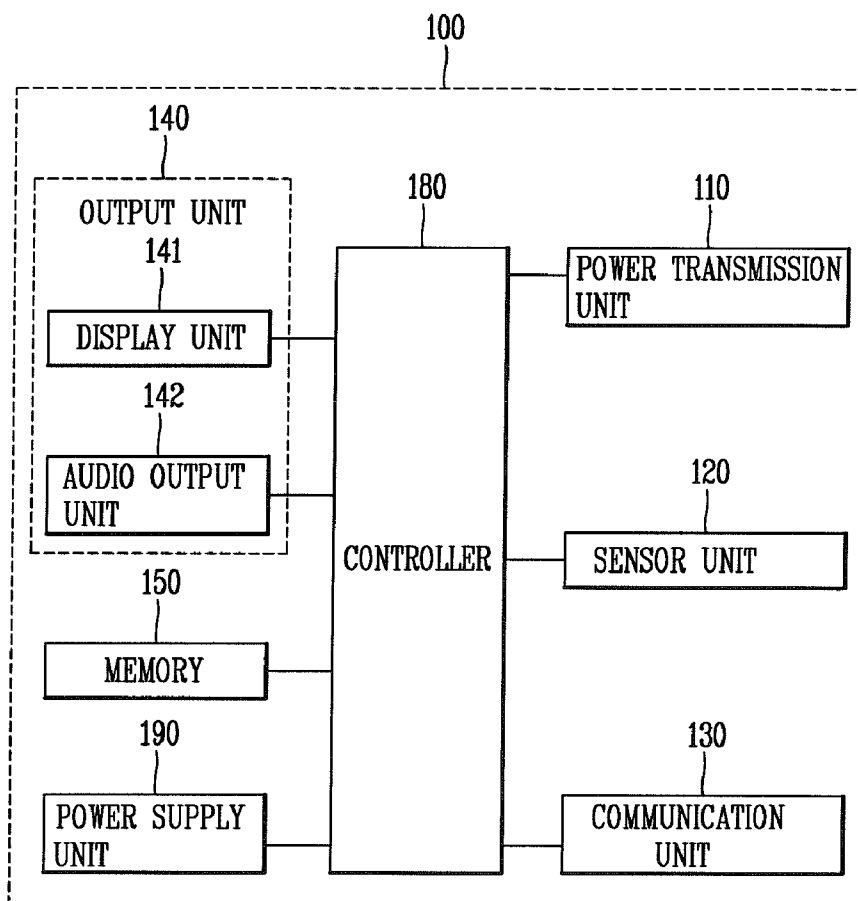 100
140
OUTPUT UNIT
141
DISPLAY UNIT
142
AUDIO OUTPUT
UNIT
150
MEMORY
190
POWER SUPPLY
UNIT
180
CONTROLLER
110
POWER TRANSMISSION
UNIT
120
SENSOR UNIT
130
COMMUNICATION
UNIT